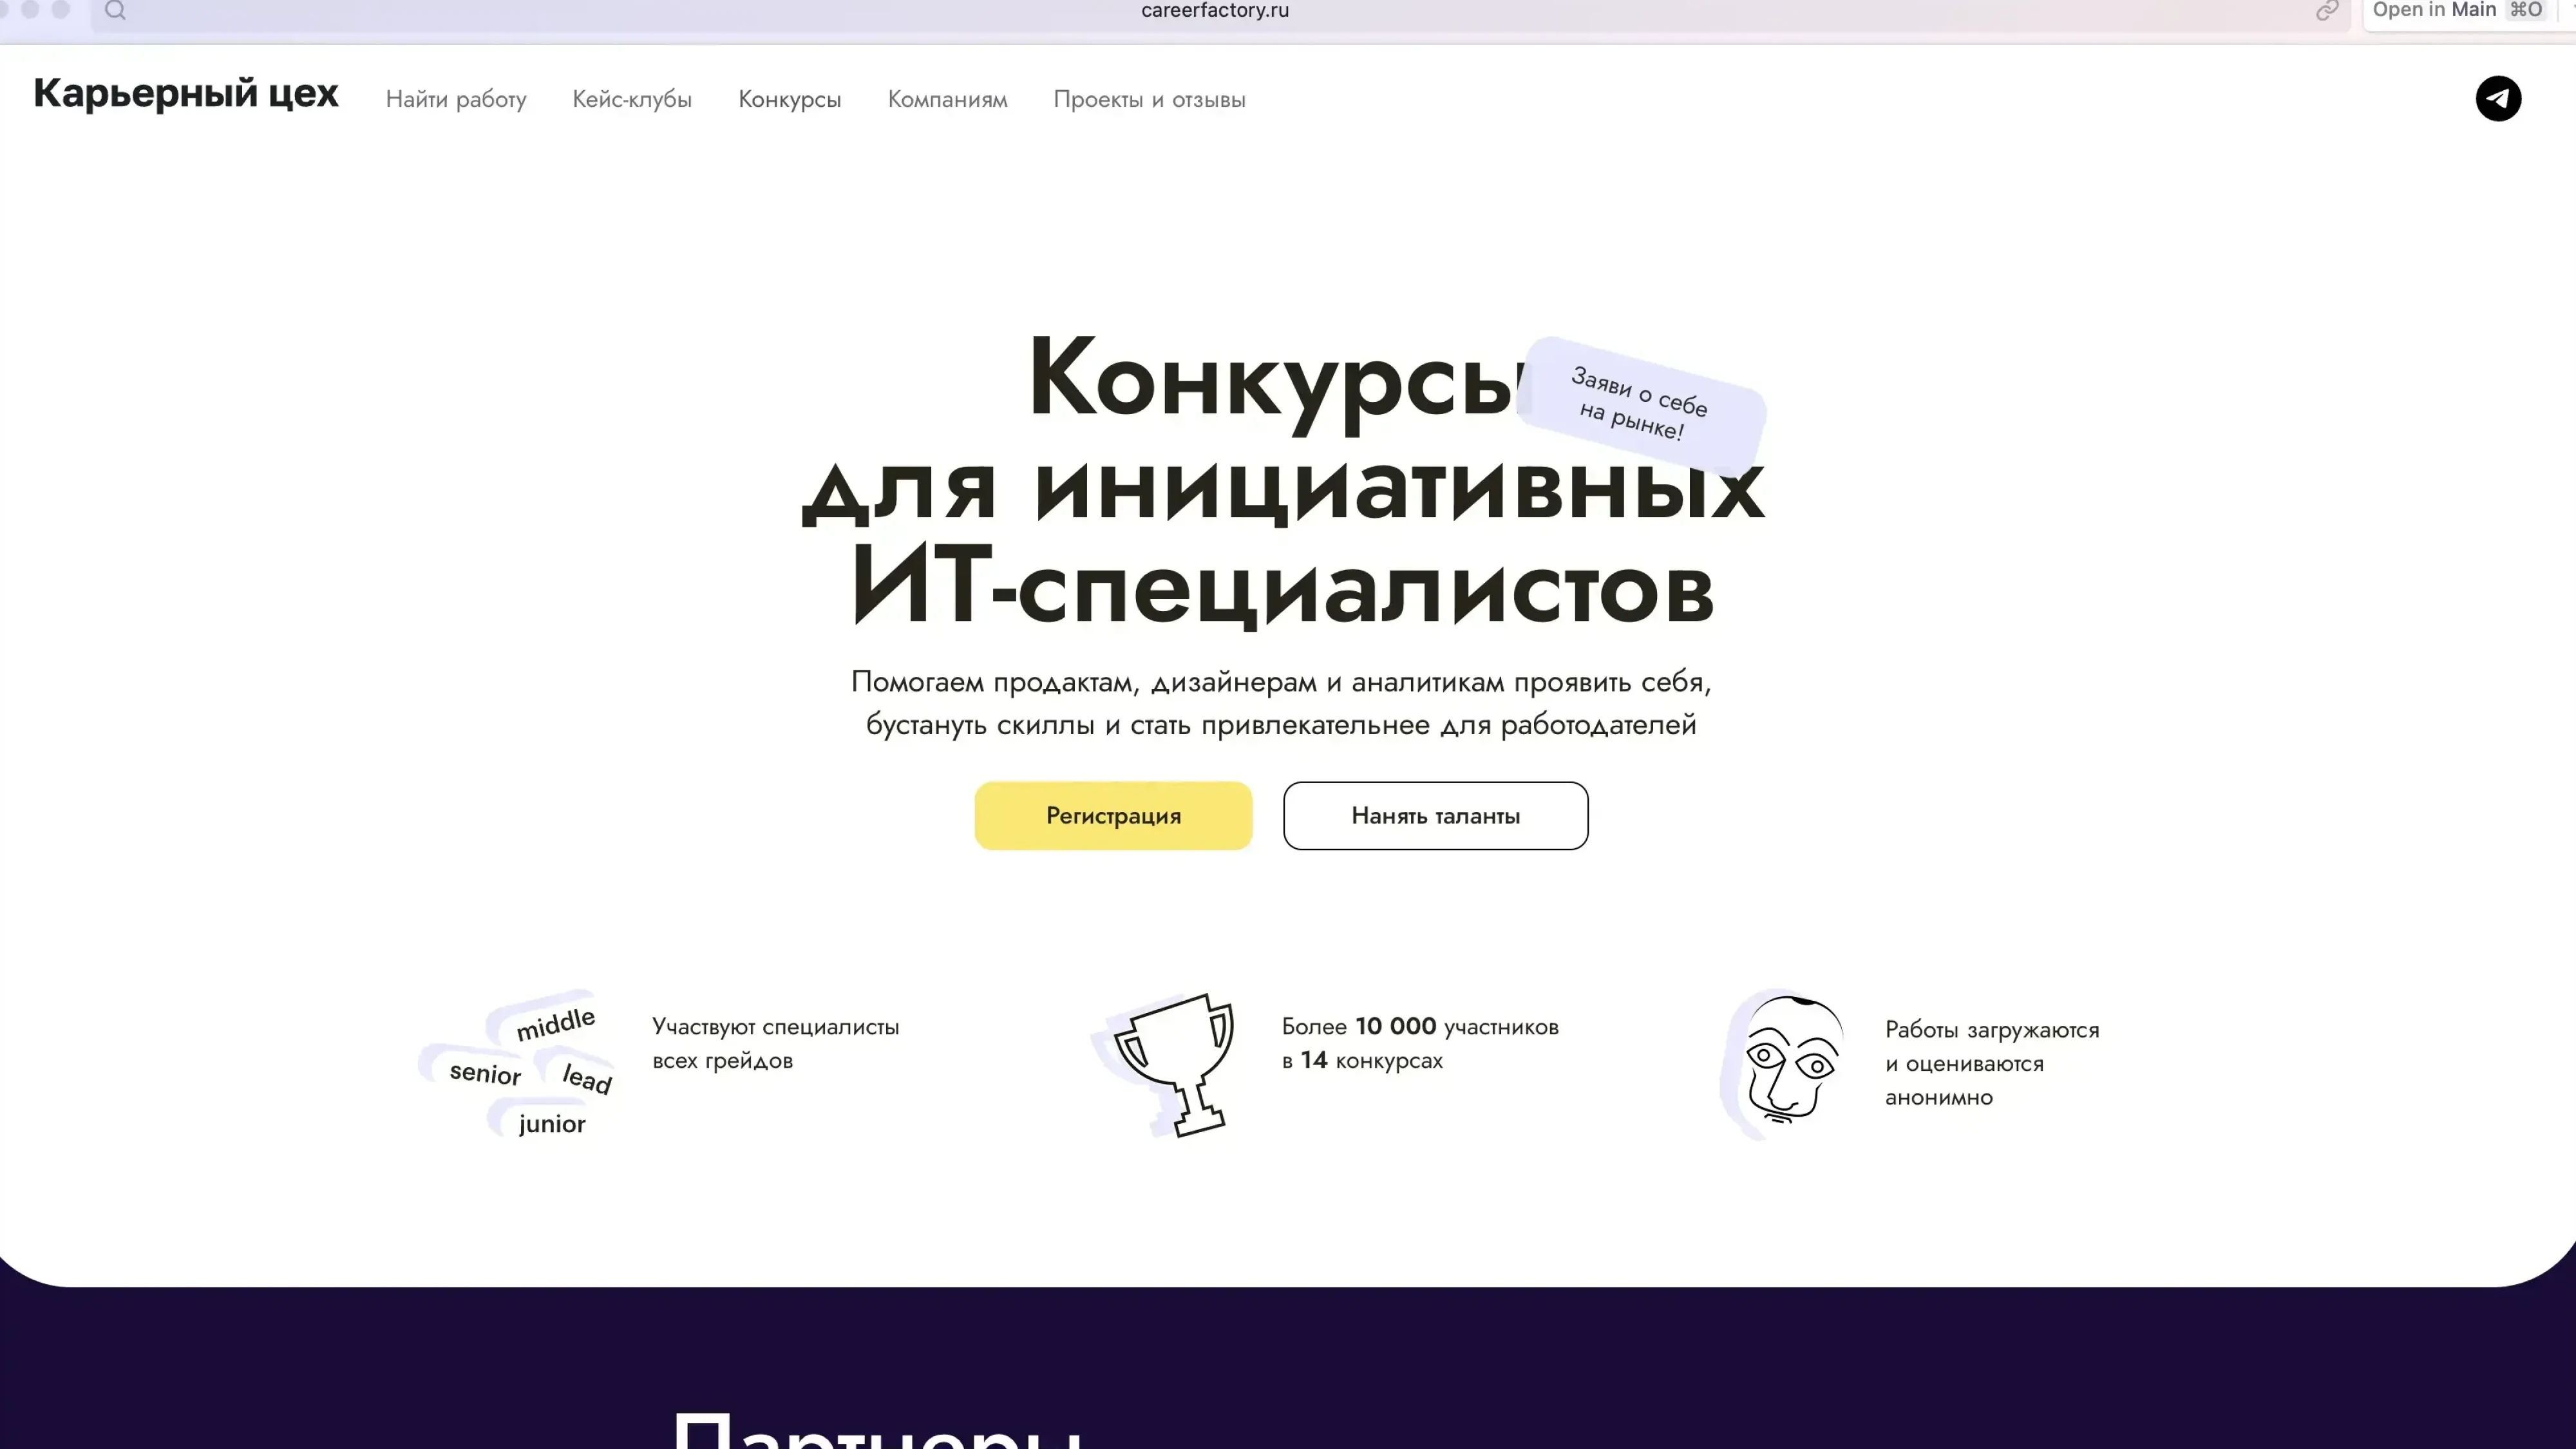 careerfactory.ru
Open in Main ⌘O
Карьерный цех
Найти работу
Кейс-клубы
Конкурсы
Компаниям
Проекты и отзывы
Конкурсы
Заяви о себе
на рынке!
для инициативных
ИТ-специалистов
Помогаем продактам, дизайнерам и аналитикам проявить себя,
бустануть скиллы и стать привлекательнее для работодателей
Регистрация
Нанять таланты
middle
senior
lead
junior
Участвуют специалисты
всех грейдов
Более 10 000 участников
в 14 конкурсах
Работы загружаются
и оцениваются
анонимно
Партнеры